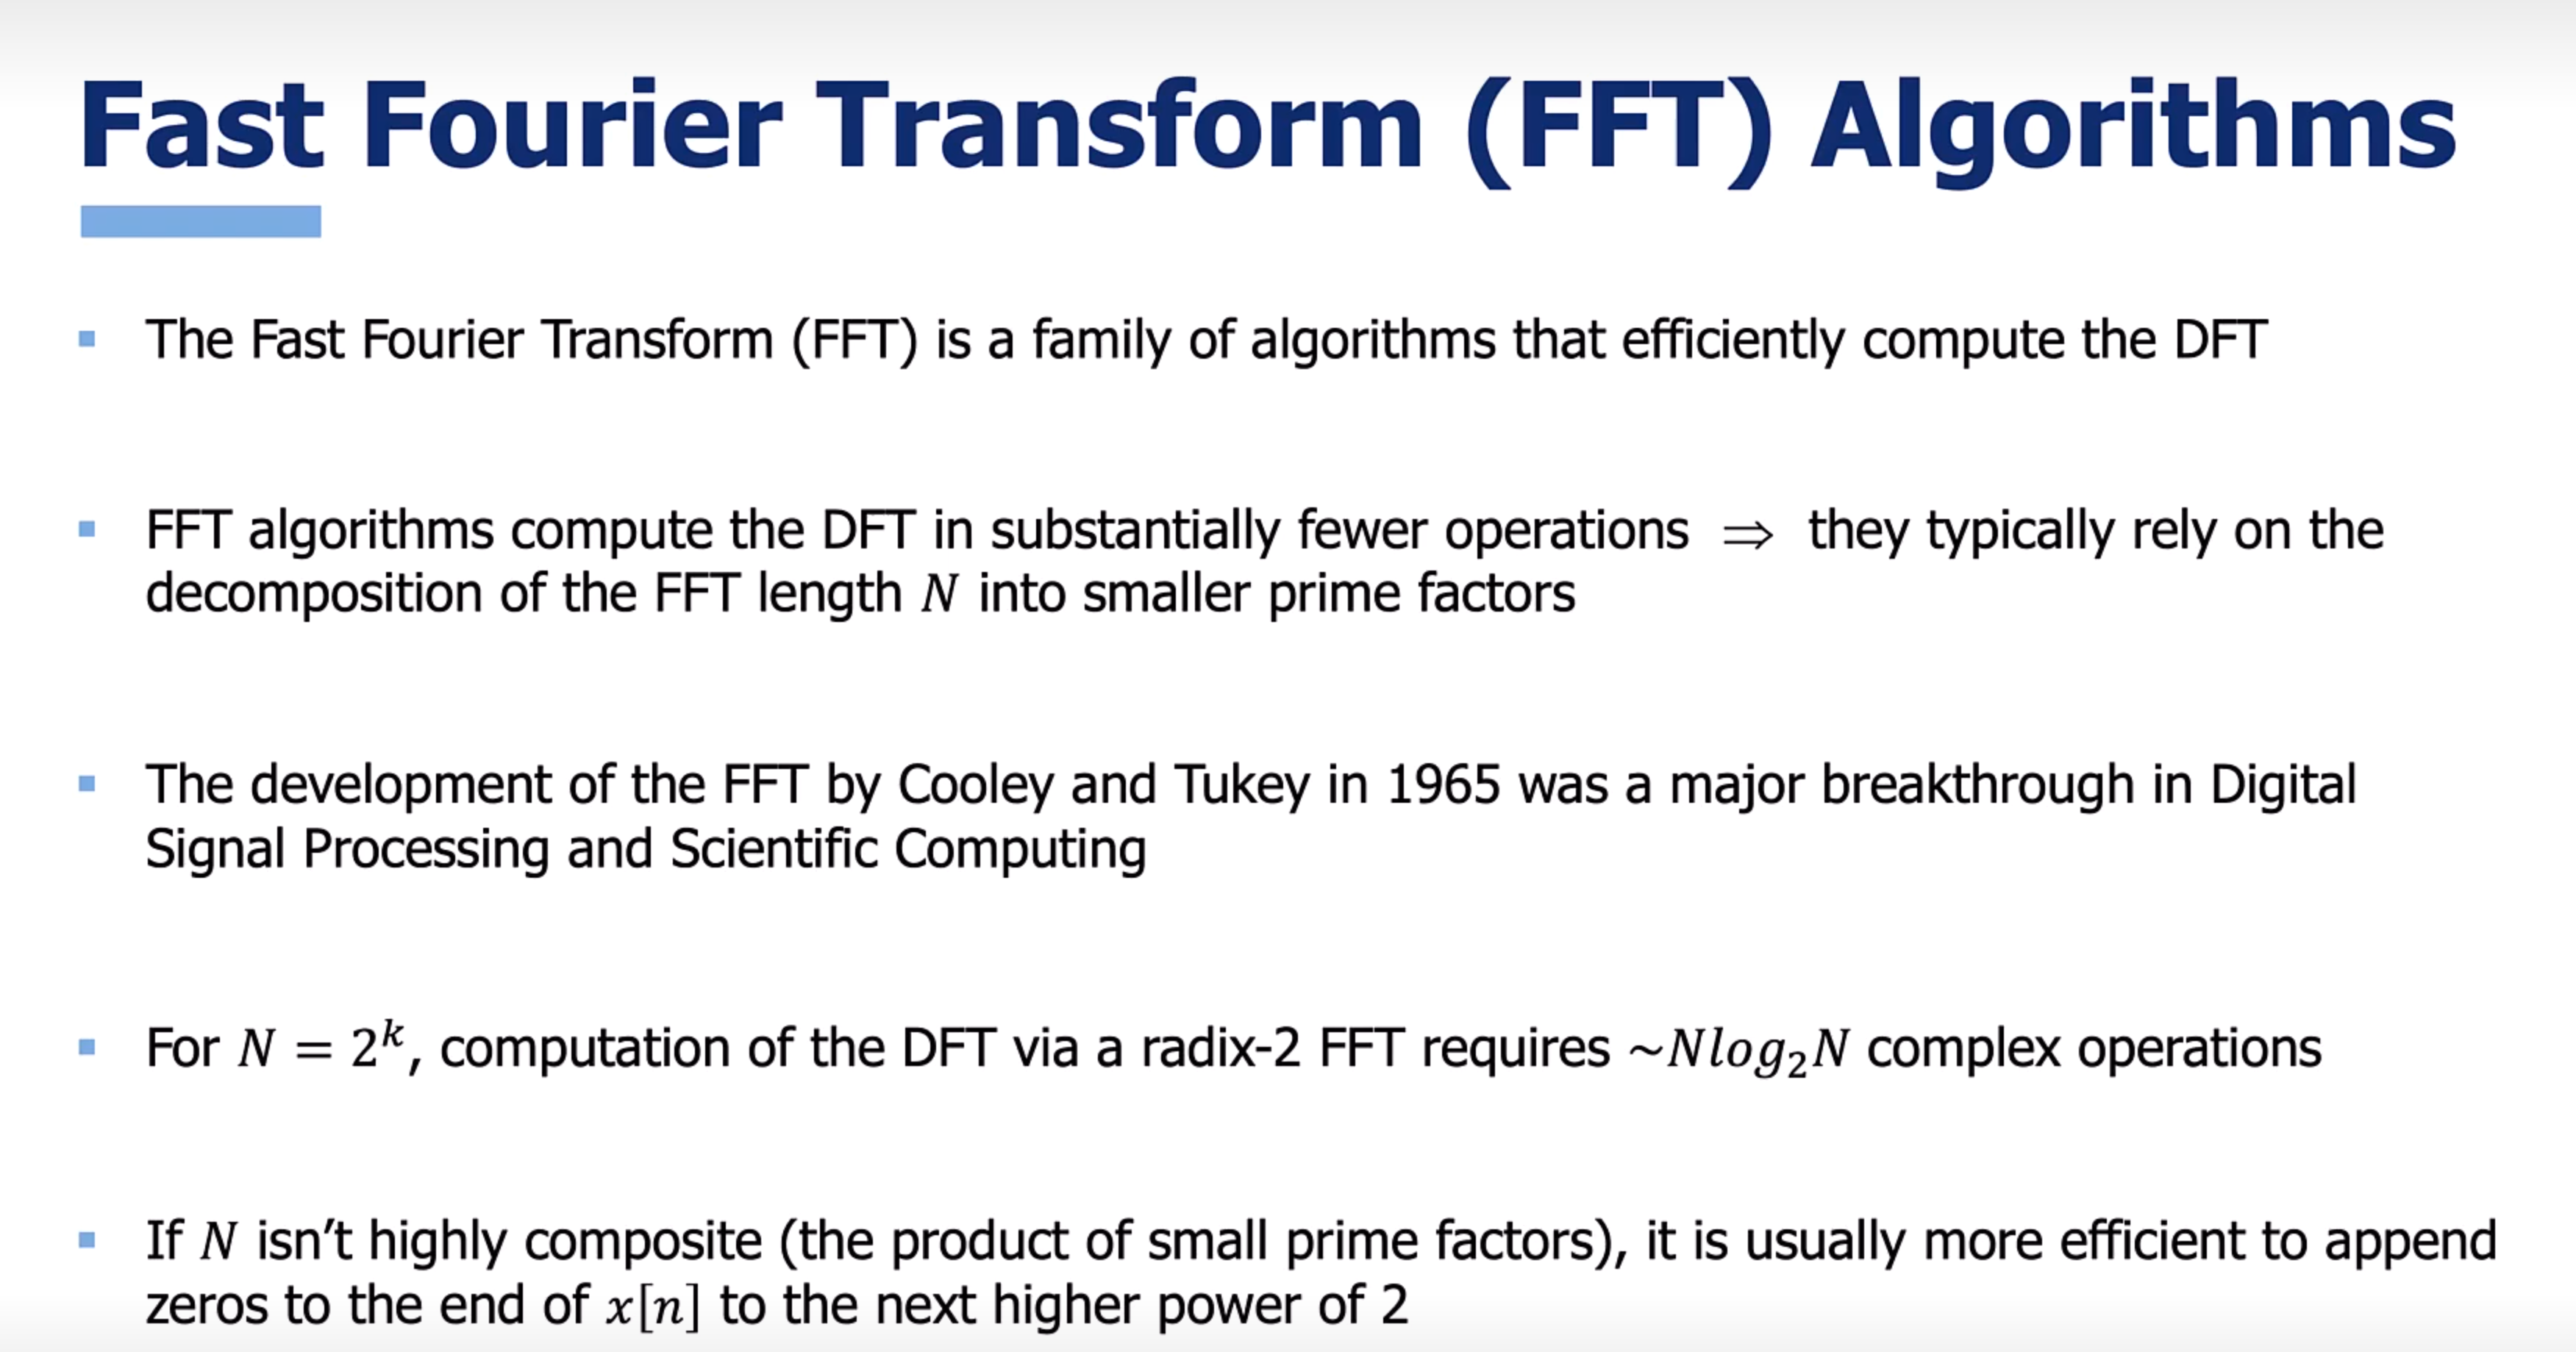 Fast Fourier Transform (FFT) Algorithms
▪ The Fast Fourier Transform (FFT) is a family of algorithms that efficiently compute the DFT
▪ FFT algorithms compute the DFT in substantially fewer operations ⇒ they typically rely on the
decomposition of the FFT length N into smaller prime factors
▪ The development of the FFT by Cooley and Tukey in 1965 was a major breakthrough in Digital
Signal Processing and Scientific Computing
▪ For N = 2ᵏ, computation of the DFT via a radix-2 FFT requires ~Nlog₂N complex operations
▪ If N isn’t highly composite (the product of small prime factors), it is usually more efficient to append
zeros to the end of x[n] to the next higher power of 2